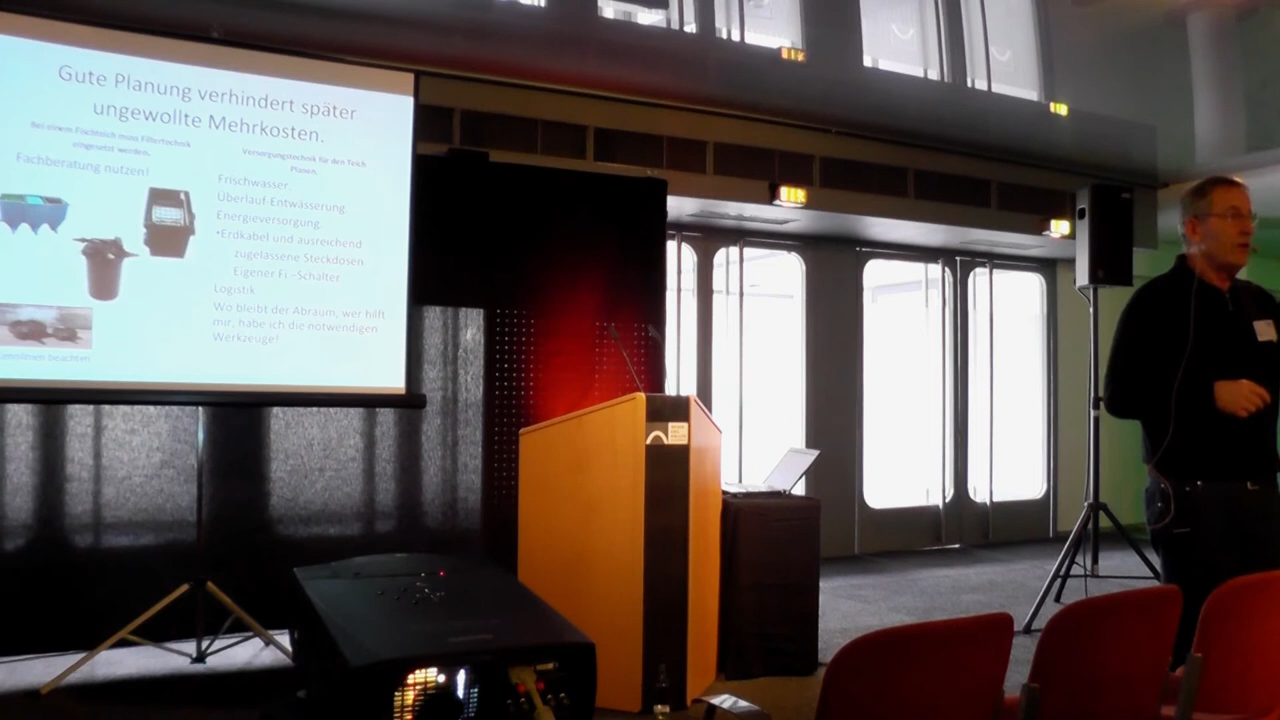 Gute Planung verhindert später
ungewollte Mehrkosten.
Bei einem Fischteich muss Filtertechnik
eingesetzt werden.
Fachberatung nutzen!
beachten
Versorgungstechnik für den Teich
Planen.
Frischwasser.
Überlauf-Entwässerung
Energieversorgung
•Erdkabel und ausreichend
zugelassene Steckdosen
Eigener Fi –Schalter
Logistik
Wo bleibt der Abraum, wer hilft
mir, habe ich die notwendigen
Werkzeuge!